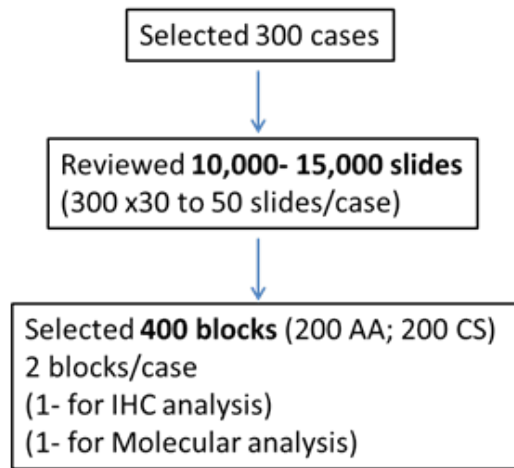 Selected 300 cases
Reviewed 10,000- 15,000 slides
(300 x30 to 50 slides/case)
Selected 400 blocks (200 AA; 200 CS)
2 blocks/case
(1- for IHC analysis)
(1- for Molecular analysis)